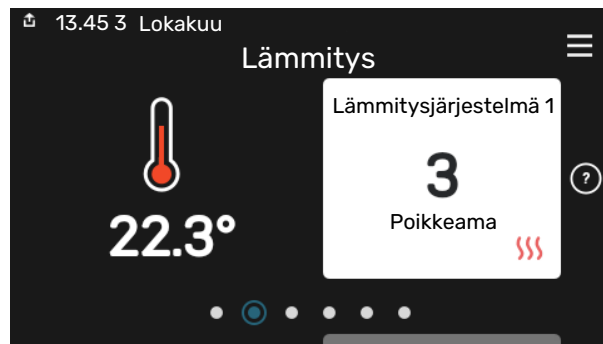 13.45 3 Lokakuu
Lämmitys
Lämmitysjärjestelmä 1
3
Poikkeama
22.3°
?